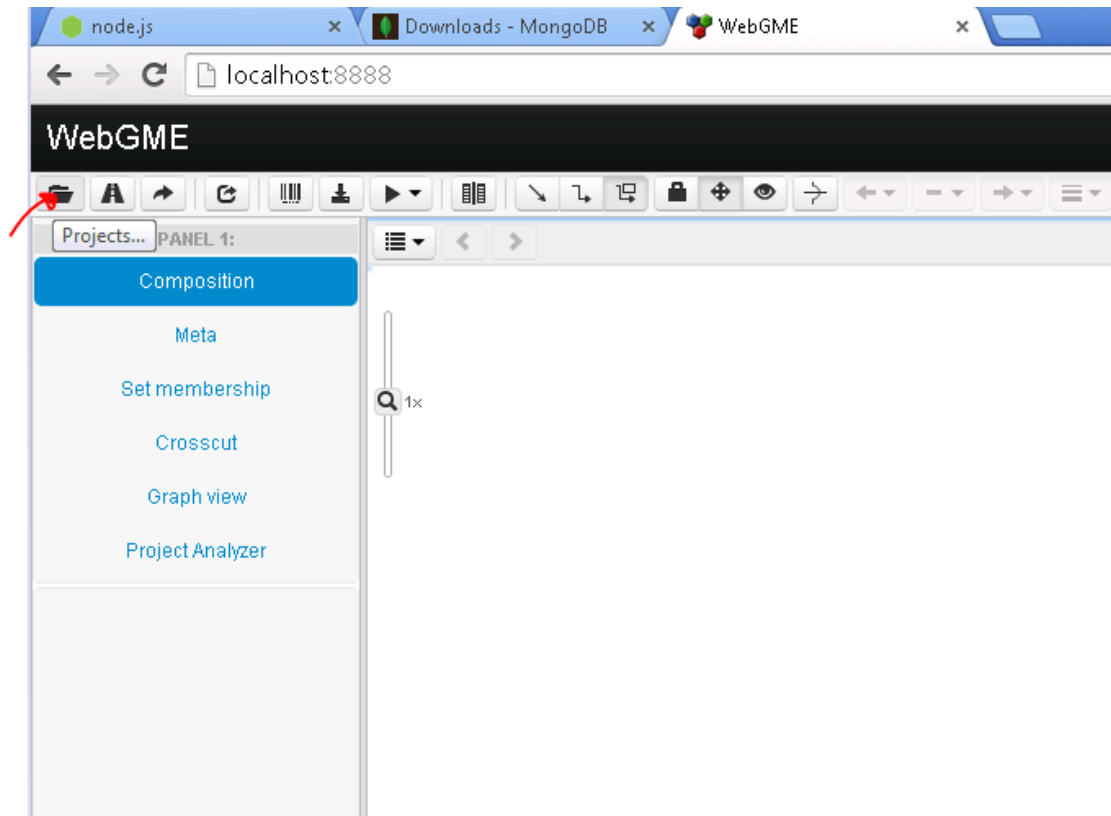 node.js
Downloads - MongoDB
WebGME
localhost:8888
WebGME
Projects...
PANEL 1:
Composition
Meta
Set membership
Crosscut
Graph view
Project Analyzer
1x